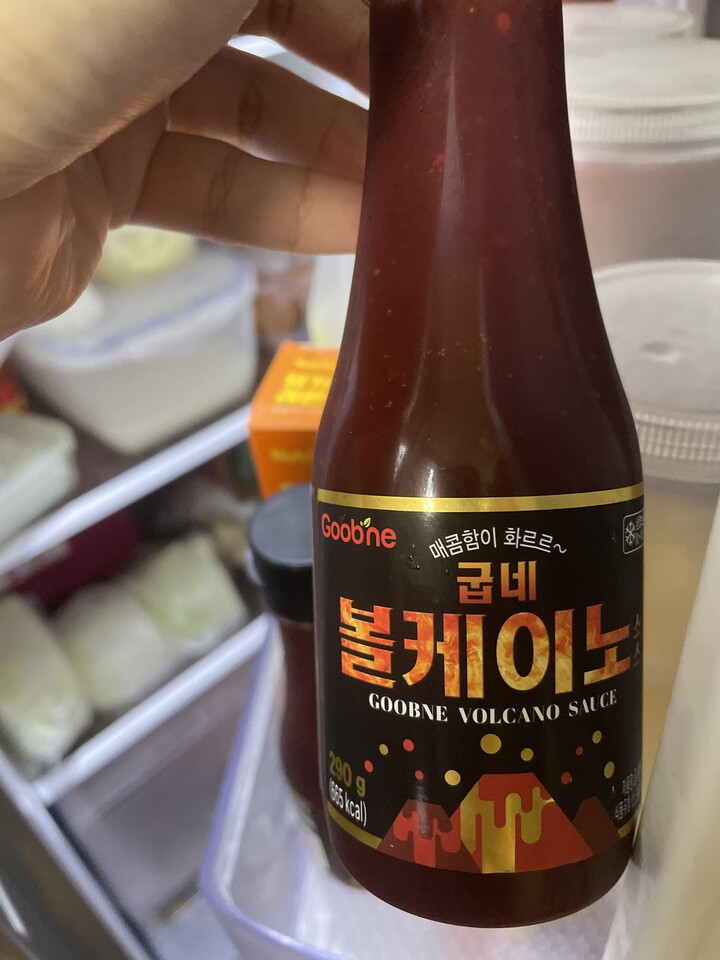 Goobne
매콤함이 화르르~
굽네
볼케이노
소스
GOOBNE VOLCANO SAUCE
290 g
(665 kcal)